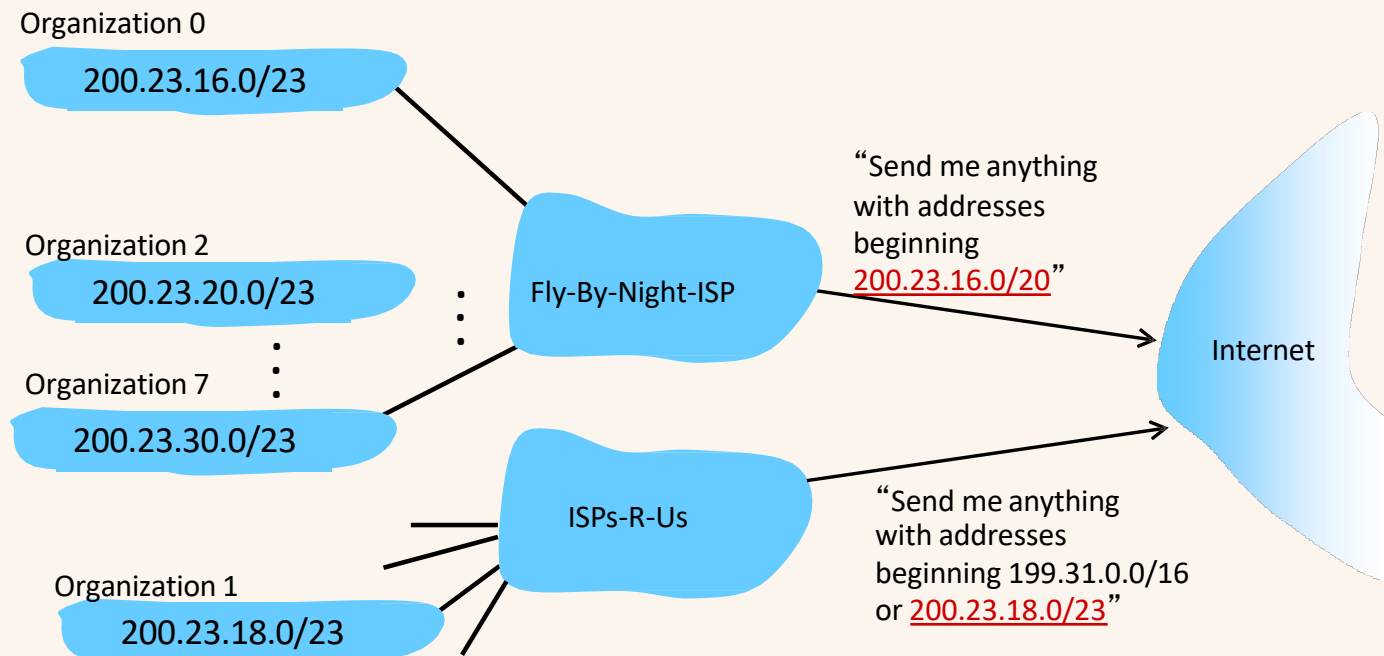 Organization 0
200.23.16.0/23
Organization 2
200.23.20.0/23
Organization 7
200.23.30.0/23
Organization 1
200.23.18.0/23
Fly-By-Night-ISP
ISPs-R-Us
“Send me anything
with addresses
beginning
200.23.16.0/20”
“Send me anything
with addresses
beginning 199.31.0.0/16
or 200.23.18.0/23”
Internet